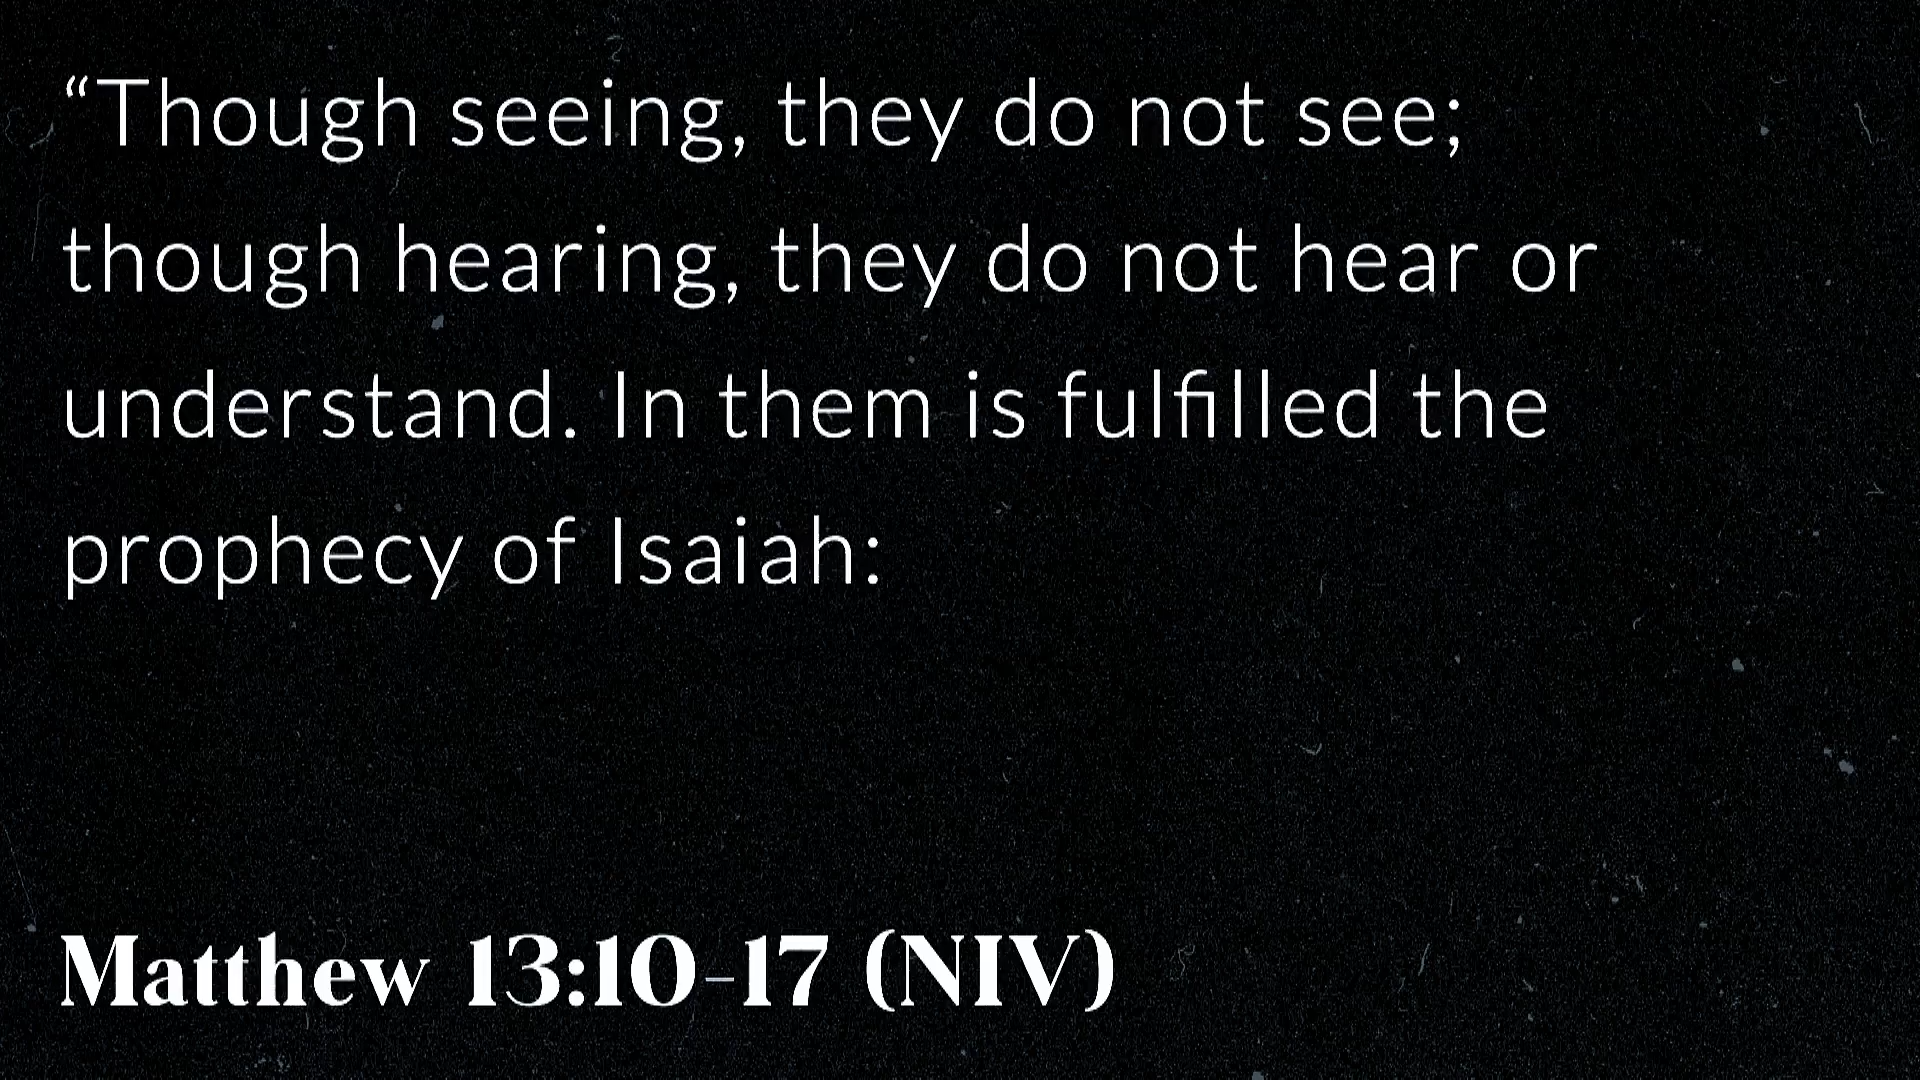 “Though seeing, they do not see;
though hearing, they do not hear or
understand. In them is fulfilled the
prophecy of Isaiah:
Matthew 13:10-17 (NIV)